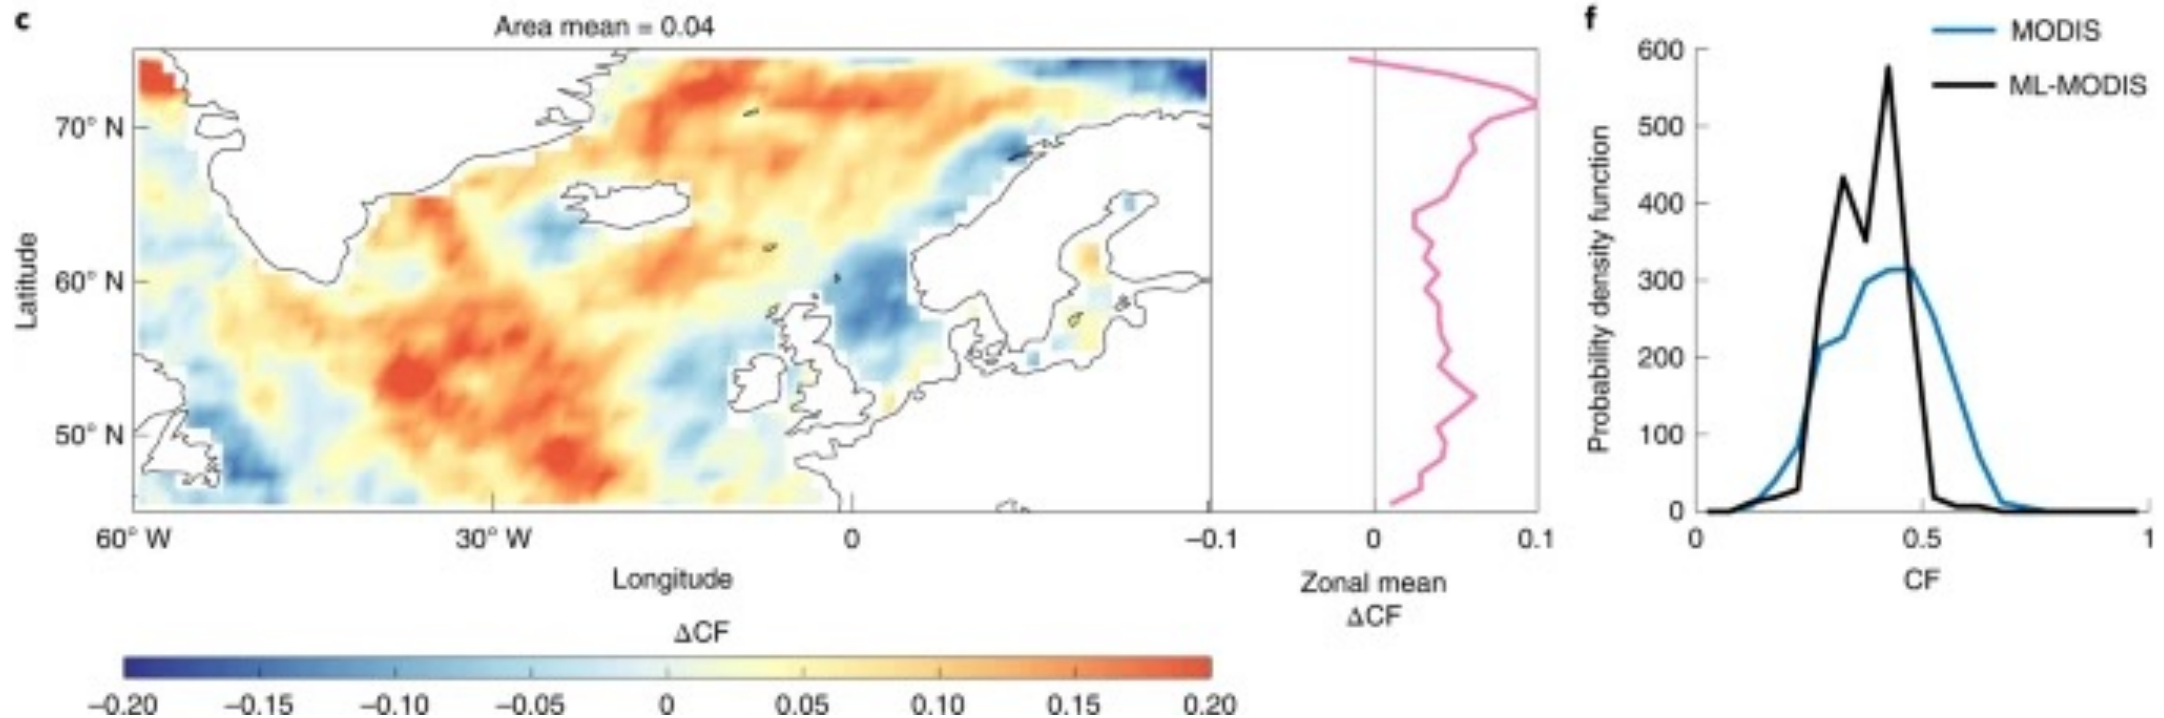 c
Area mean = 0.04
Latitude
70° N
60° N
50° N
60° W
30° W
0
Longitude
–0.1
0
0.1
Zonal mean
ΔCF
ΔCF
–0.20
–0.15
–0.10
–0.05
0
0.05
0.10
0.15
0.20
f
MODIS
ML-MODIS
Probability density function
600
500
400
300
200
100
0
0
0.5
1
CF